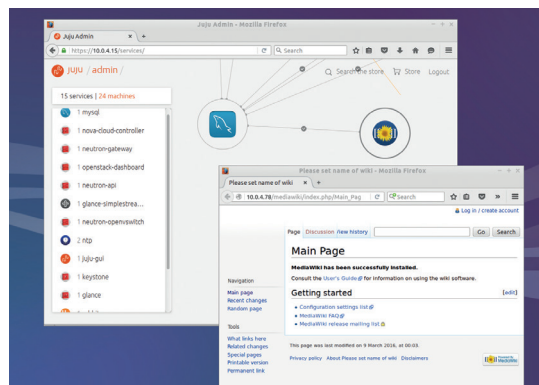 Juju Admin - Mozilla Firefox
Juju Admin
https://10.0.4.15/services/
Search
juju / admin /
Search the store
Store
Logout
15 services | 24 machines
1 mysql
1 nova-cloud-controller
1 neutron-gateway
1 openstack-dashboard
1 neutron-api
1 glance-simplestrea...
1 neutron-openvswitch
2 ntp
1 juju-gui
1 keystone
1 glance
Please set name of wiki - Mozilla Firefox
Please set name of wiki
10.0.4.78/mediawiki/index.php/Main_Pag
Search
Log in / create account
Page
Discussion
View history
Go
Search
Main Page
MediaWiki has been successfully installed.
Consult the User's Guide for information on using the wiki software.
Getting started [edit]
Configuration settings list
MediaWiki FAQ
MediaWiki release mailing list
Navigation
Main page
Recent changes
Random page
Tools
What links here
Related changes
Special pages
Printable version
Permanent link
This page was last modified on 9 March 2016, at 00:03.
Privacy policy
About Please set name of wiki
Disclaimers
MediaWiki